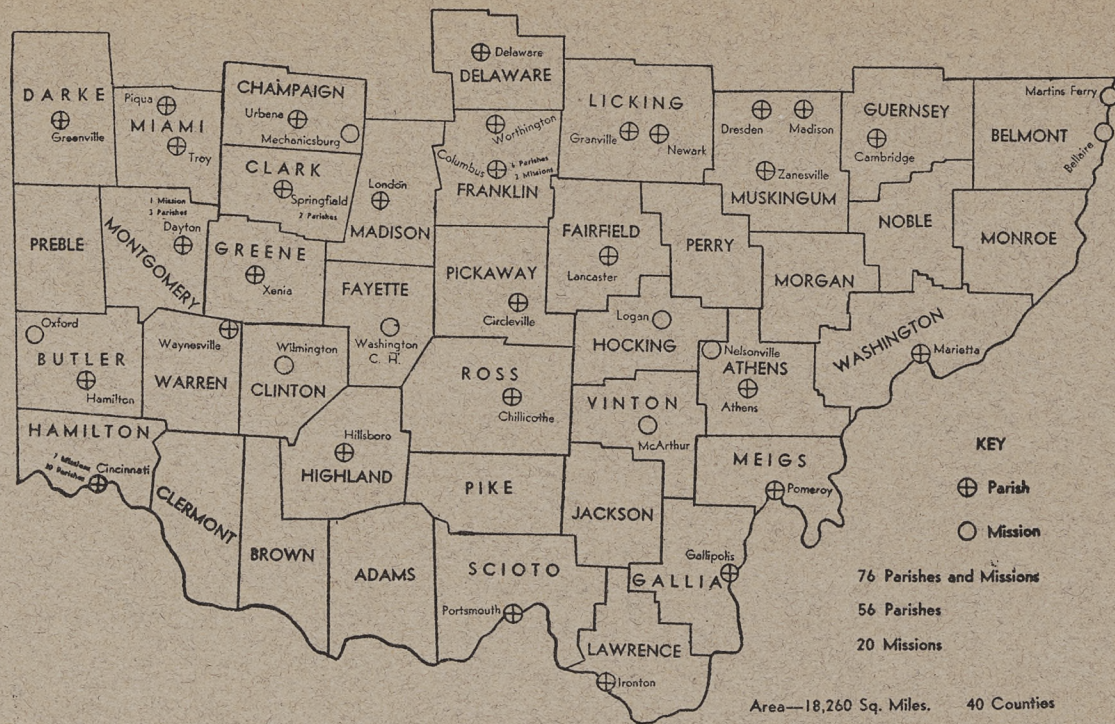 Delaware
DELAWARE
DARKE
Greenville
Piqua
MIAMI
Troy
CHAMPAIGN
Urbana
Mechanicsburg
CLARK
Springfield
2 Parishes
Worthington
Columbus
6 Parishes
2 Missions
FRANKLIN
LICKING
Granville
Newark
Dresden
Madison
Zanesville
MUSKINGUM
GUERNSEY
Cambridge
Martins Ferry
BELMONT
Bellaire
London
MADISON
PREBLE
1 Mission
3 Parishes
Dayton
MONTGOMERY
GREENE
Xenia
FAYETTE
Washington
C. H.
PICKAWAY
Circleville
FAIRFIELD
Lancaster
PERRY
NOBLE
MONROE
MORGAN
WASHINGTON
Marietta
Oxford
BUTLER
Hamilton
Waynesville
WARREN
Wilmington
CLINTON
ROSS
Chillicothe
Logan
HOCKING
Nelsonville
ATHENS
Athens
VINTON
McArthur
HAMILTON
7 Missions
Cincinnati
CLERMONT
Hillsboro
HIGHLAND
PIKE
JACKSON
MEIGS
Pomeroy
BROWN
ADAMS
SCIOTO
Portsmouth
Gallipolis
GALLIA
LAWRENCE
Ironton
KEY
Parish
Mission
76 Parishes and Missions
56 Parishes
20 Missions
Area—18,260 Sq. Miles. 40 Counties